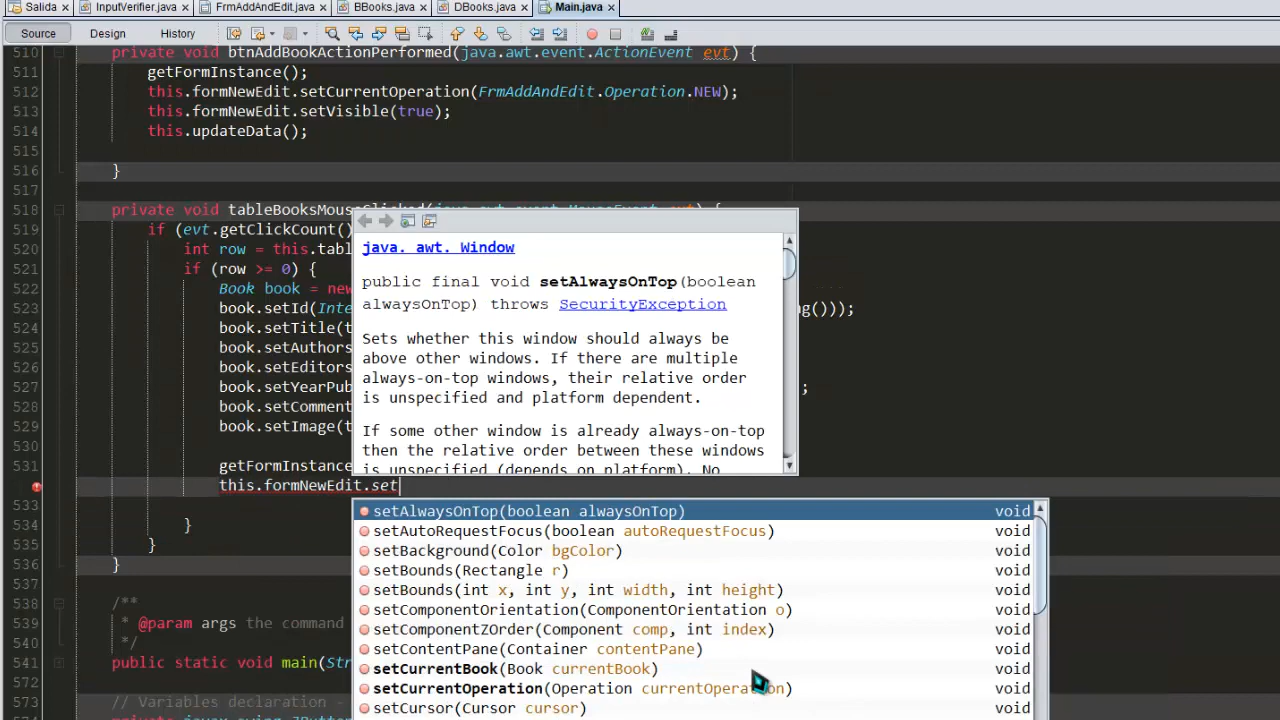 Salida InputVerifier.java FrmAddAndEdit.java BBooks.java DBooks.java Main.java
Source Design History
510 private void btnAddBookActionPerformed(java.awt.event.ActionEvent evt) {
511 getFormInstance();
512 this.formNewEdit.setCurrentOperation(FrmAddAndEdit.Operation.NEW);
513 this.formNewEdit.setVisible(true);
514 this.updateData();
515
516 }
517
518 private void tableBooksMouseClicked(java.awt.event.MouseEvent evt) {
519 if (evt.getClickCount()
520 int row = this.tabl
521 if (row >= 0) {
522 Book book = new
523 book.setId(Inte ng()));
524 book.setTitle(t
525 book.setAuthors
526 book.setEditors
527 book.setYearPub ;
528 book.setComment
529 book.setImage(t
530
531 getFormInstance
this.formNewEdit.set
533
534 }
535 }
536 }
537
538 /**
539 * @param args the command
540 */
541 public static void main(Str
572
573 // Variables declaration -
java. awt. Window
public final void setAlwaysOnTop(boolean
alwaysOnTop) throws SecurityException
Sets whether this window should always be
above other windows. If there are multiple
always-on-top windows, their relative order
is unspecified and platform dependent.
If some other window is already always-on-top
then the relative order between these windows
is unspecified (depends on platform). No
setAlwaysOnTop(boolean alwaysOnTop) void
setAutoRequestFocus(boolean autoRequestFocus) void
setBackground(Color bgColor) void
setBounds(Rectangle r) void
setBounds(int x, int y, int width, int height) void
setComponentOrientation(ComponentOrientation o) void
setComponentZOrder(Component comp, int index) void
setContentPane(Container contentPane) void
setCurrentBook(Book currentBook) void
setCurrentOperation(Operation currentOperation) void
setCursor(Cursor cursor) void